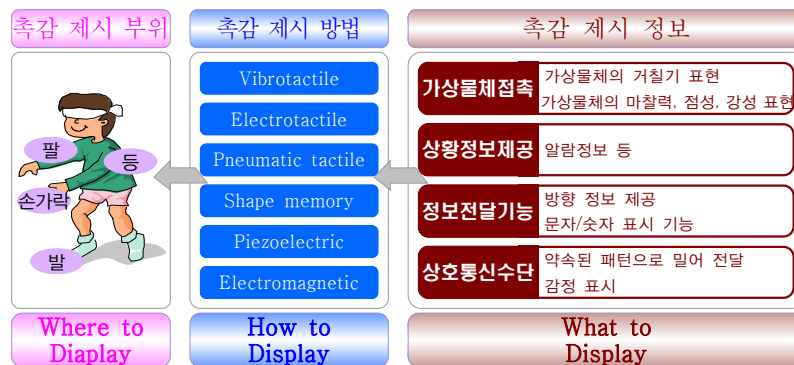 촉감 제시 부위
촉감 제시 방법
촉감 제시 정보
팔
등
손가락
발
Vibrotactile
Electrotactile
Pneumatic tactile
Shape memory
Piezoelectric
Electromagnetic
가상물체접촉
가상물체의 거칠기 표현
가상물체의 마찰력, 점성, 강성 표현
상황정보제공
알람정보 등
정보전달기능
방향 정보 제공
문자/숫자 표시 기능
상호통신수단
약속된 패턴으로 밀어 전달
감정 표시
Where to
Diaplay
How to
Display
What to
Display